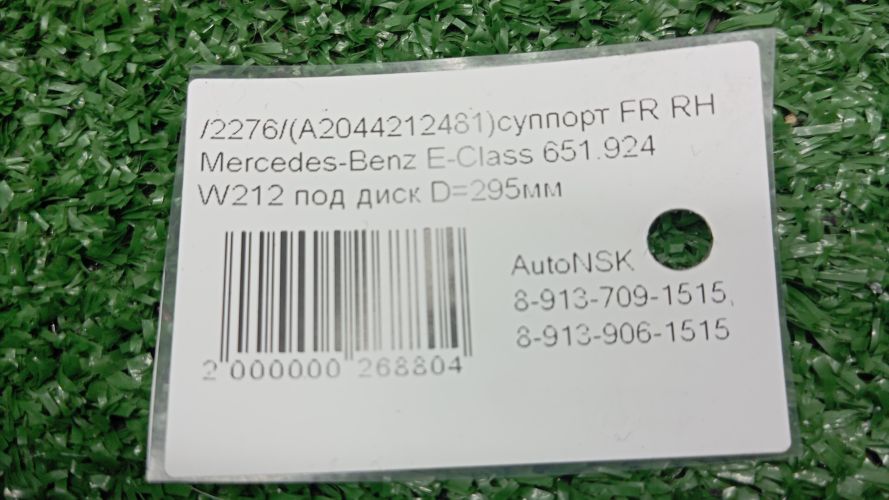 /2276/(A2044212481)суппорт FR RH
Mercedes-Benz E-Class 651.924
W212 под диск D=295мм
AutoNSK
8-913-709-1515,
8-913-906-1515
2 000000 268804